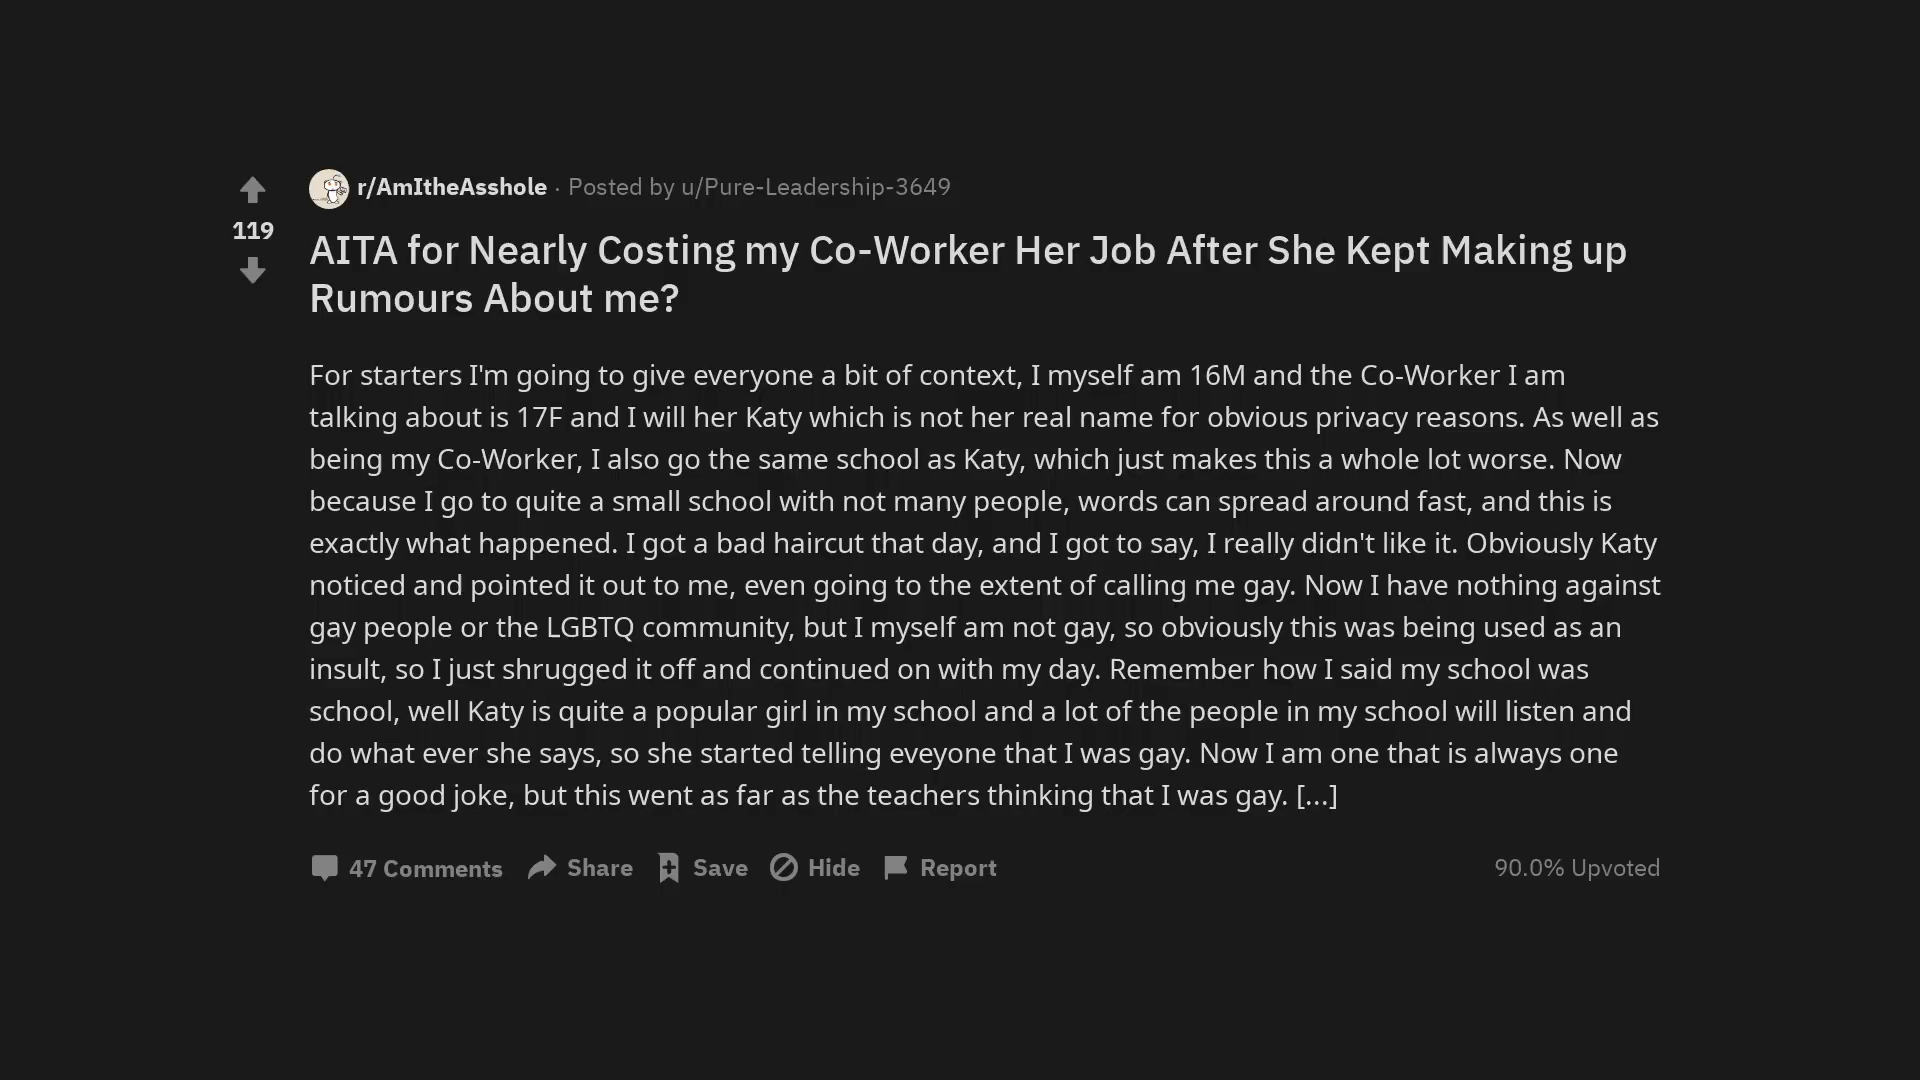 r/AmItheAsshole · Posted by u/Pure-Leadership-3649
119
AITA for Nearly Costing my Co-Worker Her Job After She Kept Making up
Rumours About me?
For starters I'm going to give everyone a bit of context, I myself am 16M and the Co-Worker I am
talking about is 17F and I will her Katy which is not her real name for obvious privacy reasons. As well as
being my Co-Worker, I also go the same school as Katy, which just makes this a whole lot worse. Now
because I go to quite a small school with not many people, words can spread around fast, and this is
exactly what happened. I got a bad haircut that day, and I got to say, I really didn't like it. Obviously Katy
noticed and pointed it out to me, even going to the extent of calling me gay. Now I have nothing against
gay people or the LGBTQ community, but I myself am not gay, so obviously this was being used as an
insult, so I just shrugged it off and continued on with my day. Remember how I said my school was
school, well Katy is quite a popular girl in my school and a lot of the people in my school will listen and
do what ever she says, so she started telling eveyone that I was gay. Now I am one that is always one
for a good joke, but this went as far as the teachers thinking that I was gay. [...]
47 Comments Share Save Hide Report 90.0% Upvoted